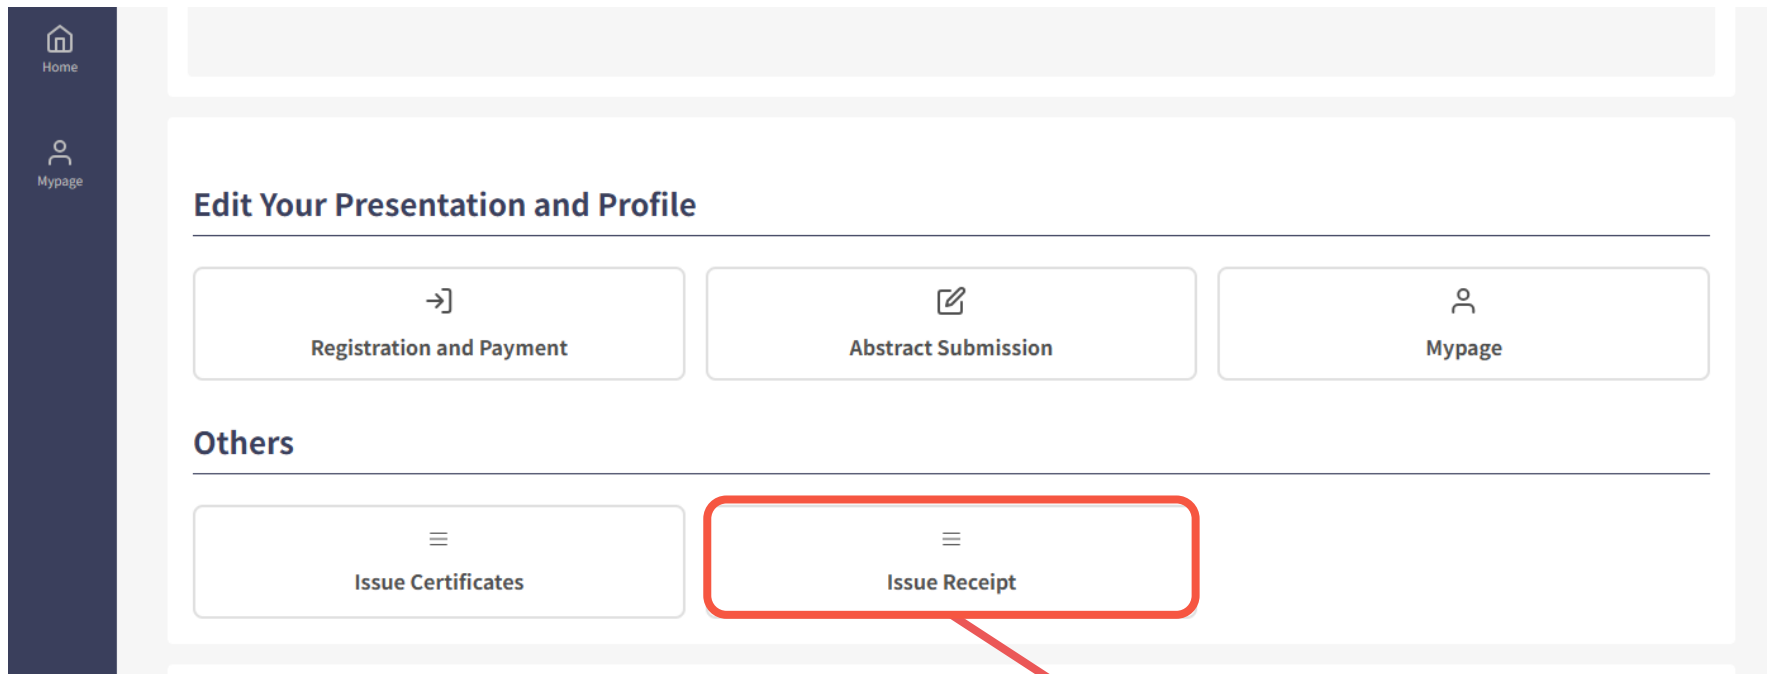 Home
Mypage
Edit Your Presentation and Profile
Registration and Payment
Abstract Submission
Mypage
Others
Issue Certificates
Issue Receipt